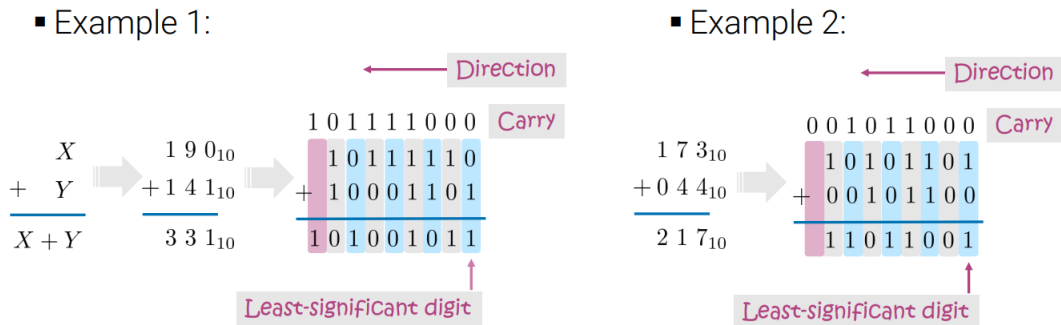 ▪ Example 1:
Direction
1 0 1 1 1 1 0 0 0 Carry
X 1 9 0₁₀ 1 0 1 1 1 1 1 0
+ Y + 1 4 1₁₀ + 1 0 0 0 1 1 0 1
X + Y 3 3 1₁₀ 1 0 1 0 0 1 0 1 1
Least-significant digit
▪ Example 2:
Direction
0 0 1 0 1 1 0 0 0 Carry
1 7 3₁₀ 1 0 1 0 1 1 0 1
+ 0 4 4₁₀ + 0 0 1 0 1 1 0 0
2 1 7₁₀ 1 1 0 1 1 0 0 1
Least-significant digit